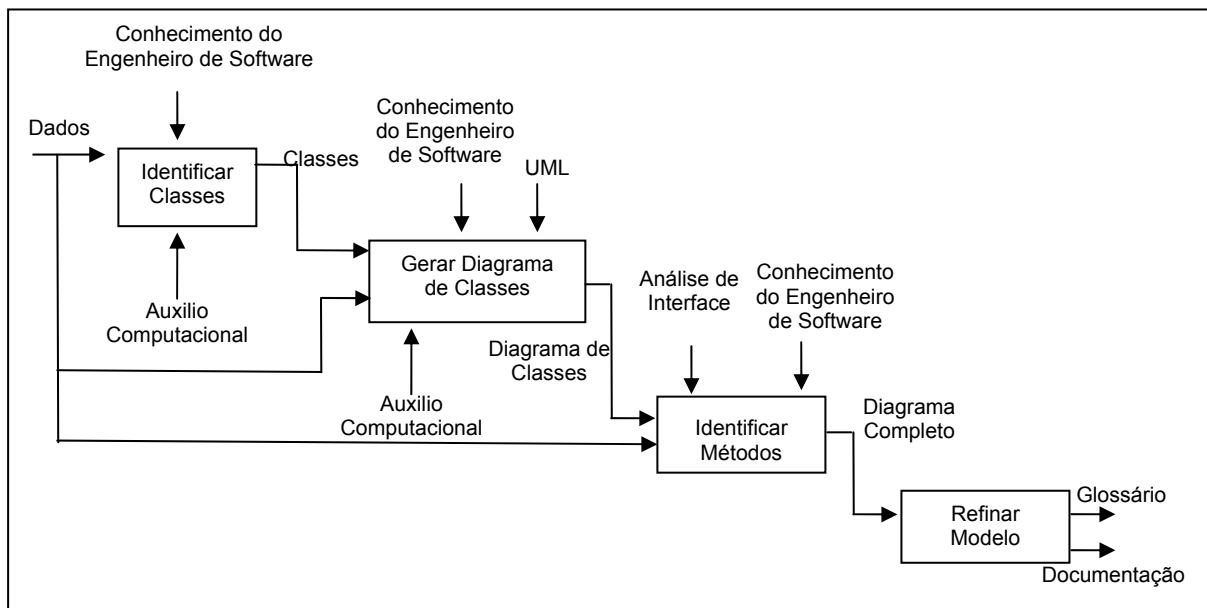 Conhecimento do
Engenheiro de Software
Dados
Identificar
Classes
Classes
Auxilio
Computacional
Conhecimento
do Engenheiro
de Software
UML
Gerar Diagrama
de Classes
Auxilio
Computacional
Diagrama de
Classes
Análise de
Interface
Conhecimento
do Engenheiro
de Software
Identificar
Métodos
Diagrama
Completo
Refinar
Modelo
Glossário
Documentação